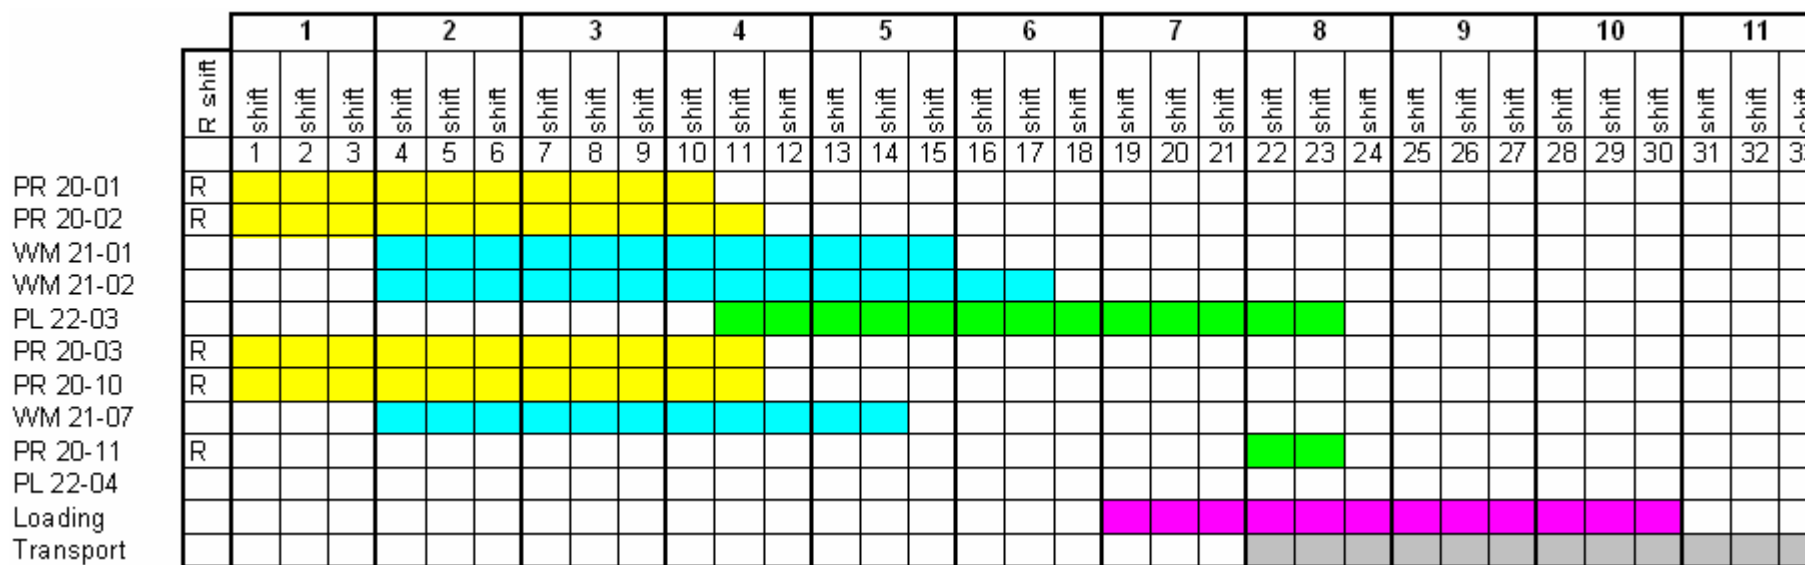 1 2 3 4 5 6 7 8 9 10 11
R shift shift shift shift shift shift shift shift shift shift shift shift shift shift shift shift shift shift shift shift shift shift shift shift shift shift shift shift shift shift shift shift shift shift
1 2 3 4 5 6 7 8 9 10 11 12 13 14 15 16 17 18 19 20 21 22 23 24 25 26 27 28 29 30 31 32 33
PR 20-01 R
PR 20-02 R
WM 21-01
WM 21-02
PL 22-03
PR 20-03 R
PR 20-10 R
WM 21-07
PR 20-11 R
PL 22-04
Loading
Transport